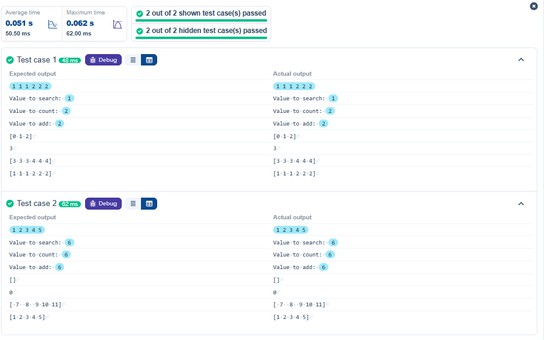 Average time
0.051 s
50.50 ms
Maximum time
0.062 s
62.00 ms
2 out of 2 shown test case(s) passed
2 out of 2 hidden test case(s) passed
Test case 1 45 ms Debug
Expected output Actual output
1 1 1 2 2 2 1 1 1 2 2 2
Value to search: 1 Value to search: 1
Value to count: 2 Value to count: 2
Value to add: 2 Value to add: 2
[0 1 2] [0 1 2]
3 3
[3 3 3 4 4 4] [3 3 3 4 4 4]
[1 1 1 2 2 2] [1 1 1 2 2 2]
Test case 2 62 ms Debug
Expected output Actual output
1 2 3 4 5 1 2 3 4 5
Value to search: 6 Value to search: 6
Value to count: 6 Value to count: 6
Value to add: 6 Value to add: 6
[] []
0 0
[ 7  8  9 10 11] [ 7  8  9 10 11]
[1 2 3 4 5] [1 2 3 4 5]